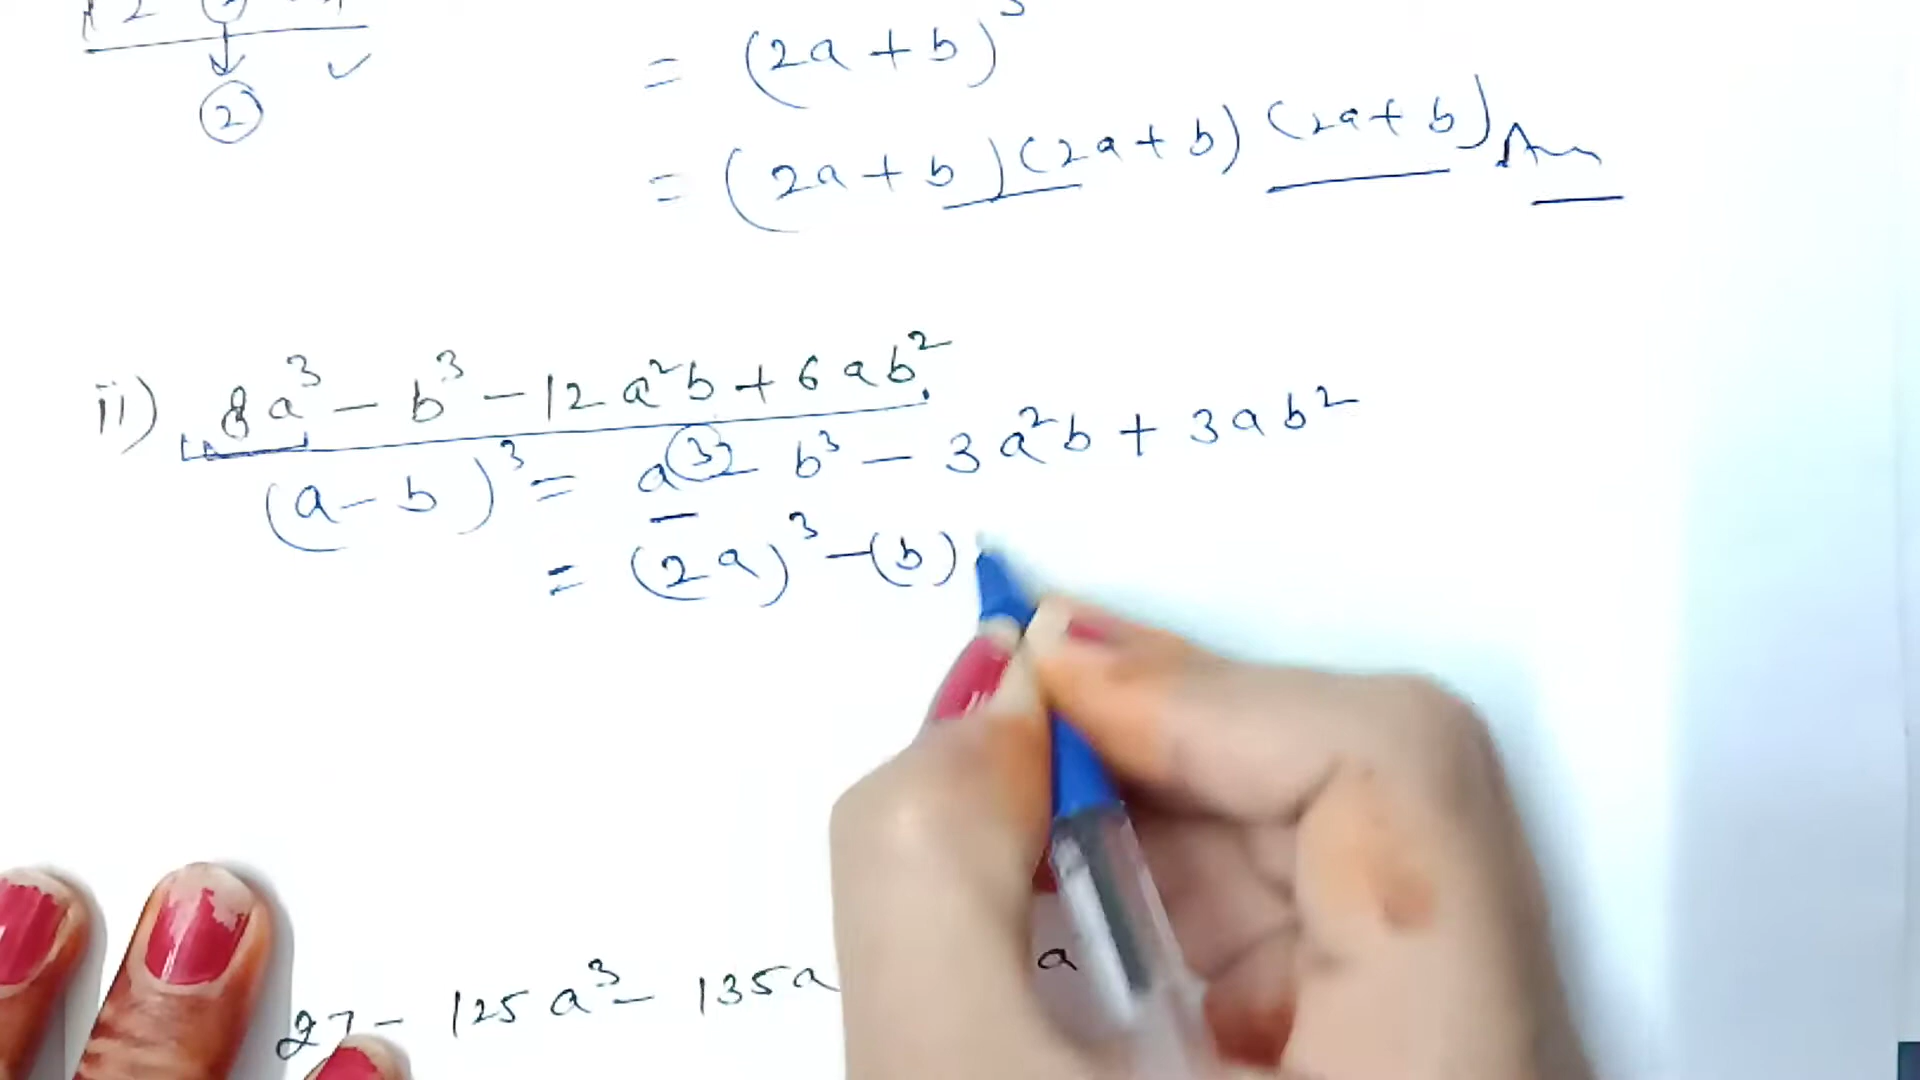 ②
= (2a + b)³
= (2a + b) (2a + b) (2a + b) Ans
ii) 8a³ - b³ - 12a²b + 6ab²
(a - b)³ = a³ - b³ - 3a²b + 3ab²
= (2a)³ - (b)
27 - 125a³ - 135a a